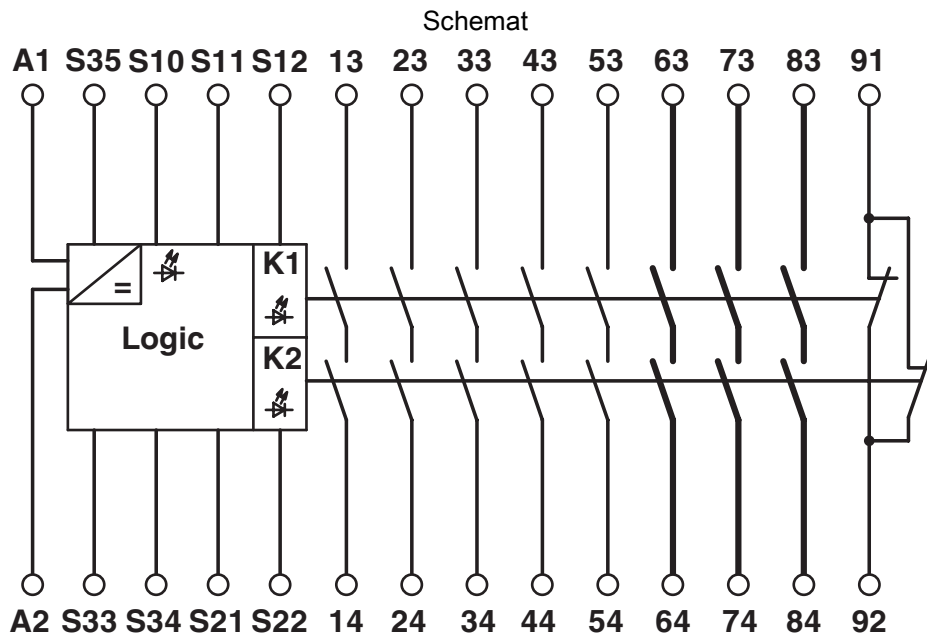 Schemat
A1 S35 S10 S11 S12 13 23 33 43 53 63 73 83 91
K1
=
Logic
K2
A2 S33 S34 S21 S22 14 24 34 44 54 64 74 84 92